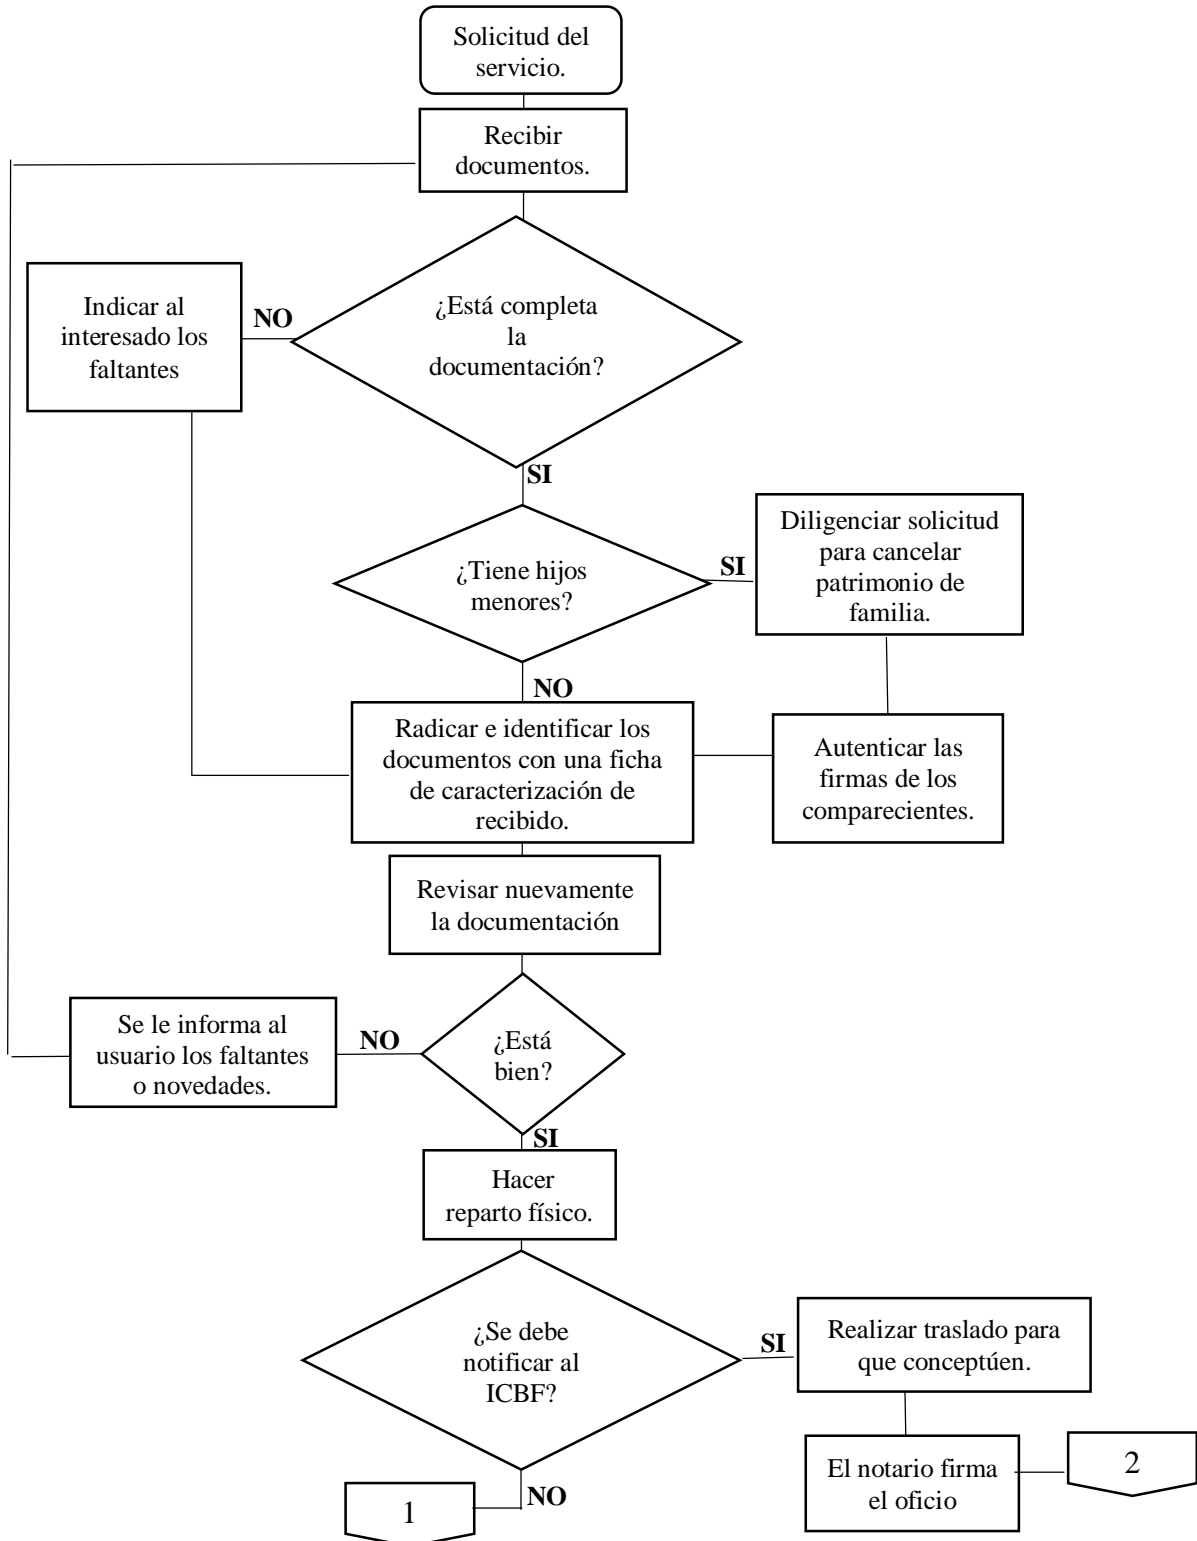 Solicitud del
servicio.
Recibir
documentos.
¿Está completa
la
documentación?
NO
Indicar al
interesado los
faltantes
SI
¿Tiene hijos
menores?
SI
Diligenciar solicitud
para cancelar
patrimonio de
familia.
NO
Radicar e identificar los
documentos con una ficha
de caracterización de
recibido.
Autenticar las
firmas de los
comparecientes.
Revisar nuevamente
la documentación
¿Está
bien?
NO
Se le informa al
usuario los faltantes
o novedades.
SI
Hacer
reparto físico.
¿Se debe
notificar al
ICBF?
SI
Realizar traslado para
que conceptúen.
El notario firma
el oficio
2
NO
1